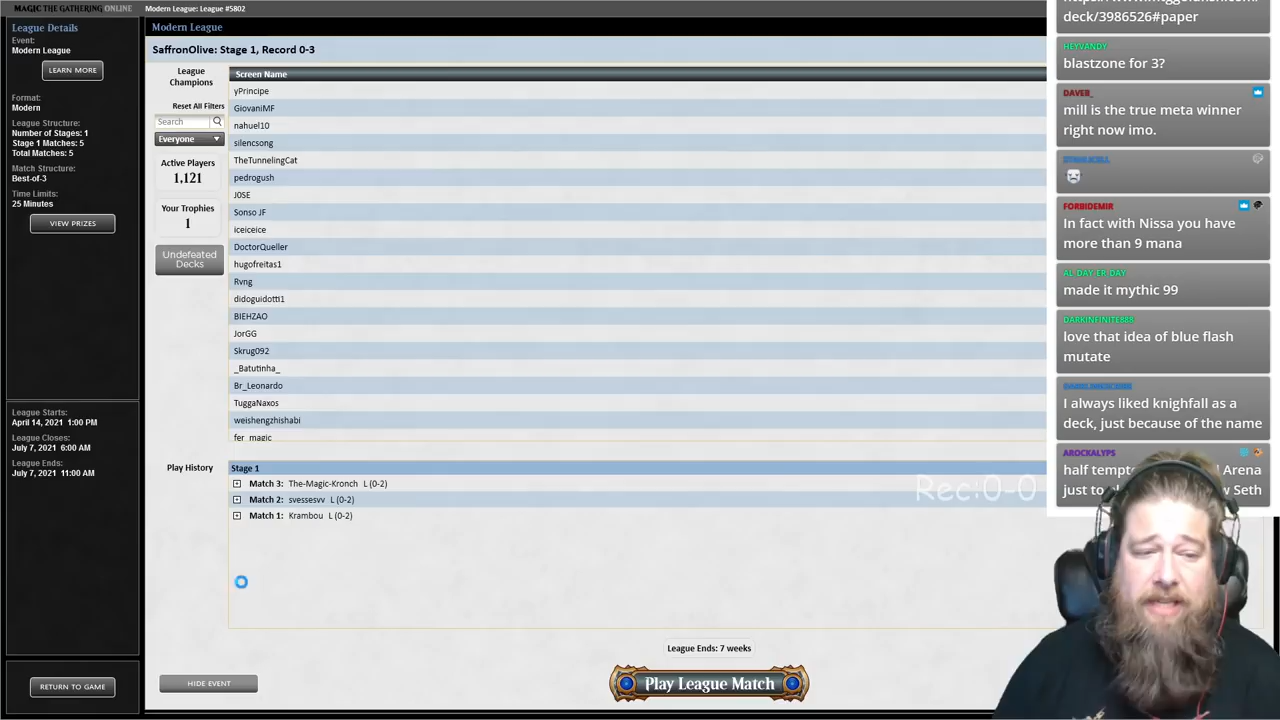 MAGIC THE GATHERING ONLINE
Modern League: League #5802
League Details
Event:
Modern League
LEARN MORE
Format:
Modern
League Structure:
Number of Stages: 1
Stage 1 Matches: 5
Total Matches: 5
Match Structure:
Best-of-3
Time Limits:
25 Minutes
VIEW PRIZES
League Starts:
April 14, 2021 1:00 PM
League Closes:
July 7, 2021 6:00 AM
League Ends:
July 7, 2021 11:00 AM
RETURN TO GAME
Modern League
SaffronOlive: Stage 1, Record 0-3
League
Champions
Reset All Filters
Search
Everyone
Active Players
1,121
Your Trophies
1
Undefeated
Decks
Screen Name
yPrincipe
GiovaniMF
nahuel10
silencsong
TheTunnelingCat
pedrogush
J0SE
Sonso JF
iceiceice
DoctorQueller
hugofreitas1
Rvng
didoguidotti1
BIEHZAO
JorGG
Skrug092
_Batutinha_
Br_Leonardo
TuggaNaxos
weishengzhishabi
fer_magic
Play History
Stage 1
Match 3: The-Magic-Kronch L (0-2)
Match 2: svessesvv L (0-2)
Match 1: Krambou L (0-2)
Rec:0-0
League Ends: 7 weeks
HIDE EVENT
Play League Match
deck/3986526#paper
HEYVANDY
blastzone for 3?
DAVEB_
mill is the true meta winner
right now imo.
FORBIDEMIR
In fact with Nissa you have
more than 9 mana
AL_DAY_ER_DAY
made it mythic 99
DARKINFINITE888
love that idea of blue flash
mutate
I always liked knighfall as a
deck, just because of the name
AROCKALYPS
half Arena
just to Seth